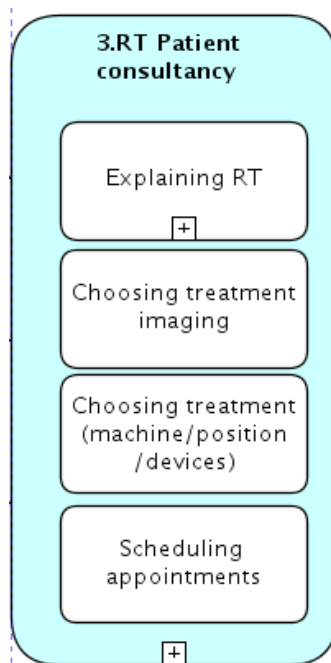 3.RT Patient
consultancy
Explaining RT
+
Choosing treatment
imaging
Choosing treatment
(machine/position
/devices)
Scheduling
appointments
+